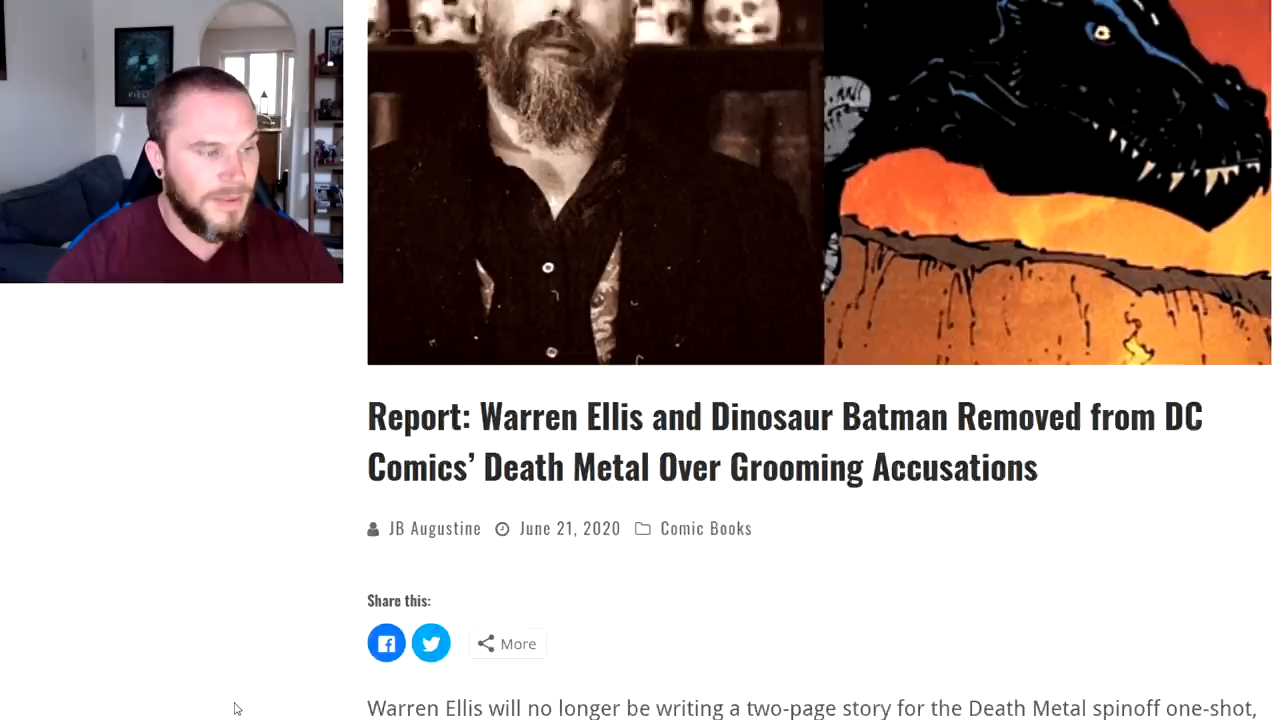 Report: Warren Ellis and Dinosaur Batman Removed from DC
Comics’ Death Metal Over Grooming Accusations
JB Augustine June 21, 2020 Comic Books
Share this:
More
Warren Ellis will no longer be writing a two-page story for the Death Metal spinoff one-shot,